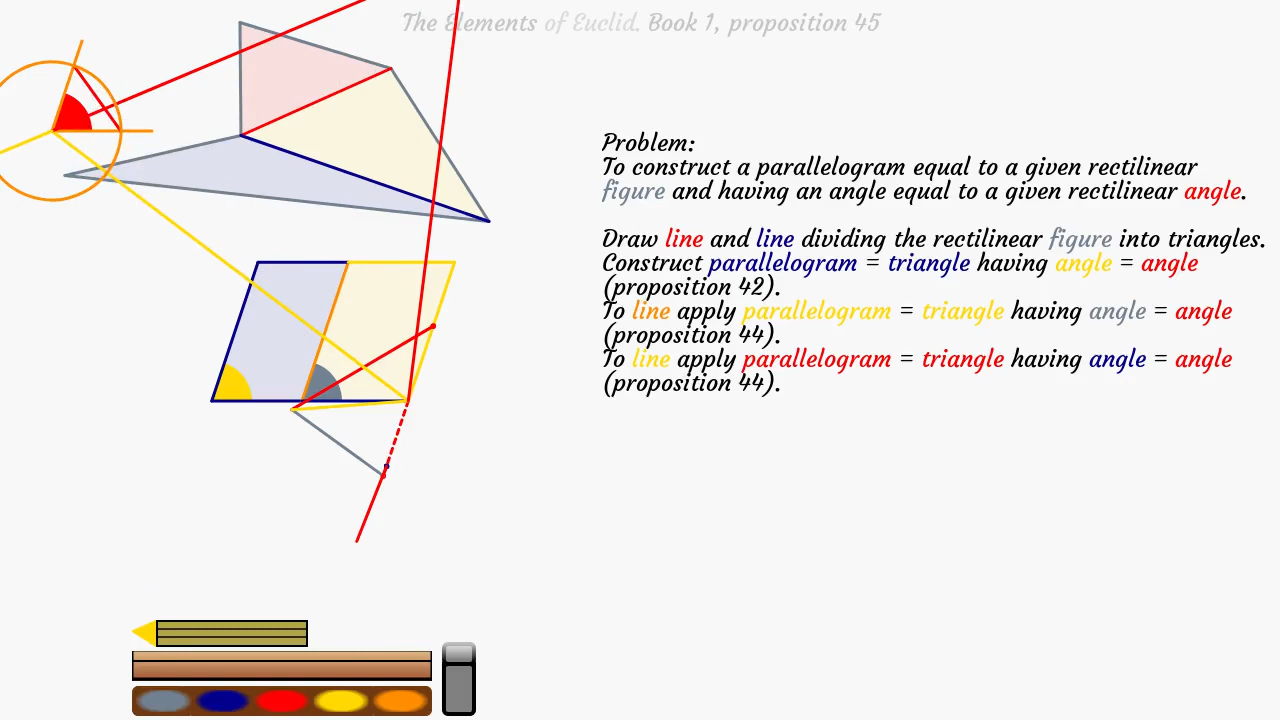 The Elements of Euclid. Book 1, proposition 45
Problem:
To construct a parallelogram equal to a given rectilinear
figure and having an angle equal to a given rectilinear angle.
Draw line and line dividing the rectilinear figure into triangles.
Construct parallelogram = triangle having angle = angle
(proposition 42).
To line apply parallelogram = triangle having angle = angle
(proposition 44).
To line apply parallelogram = triangle having angle = angle
(proposition 44).